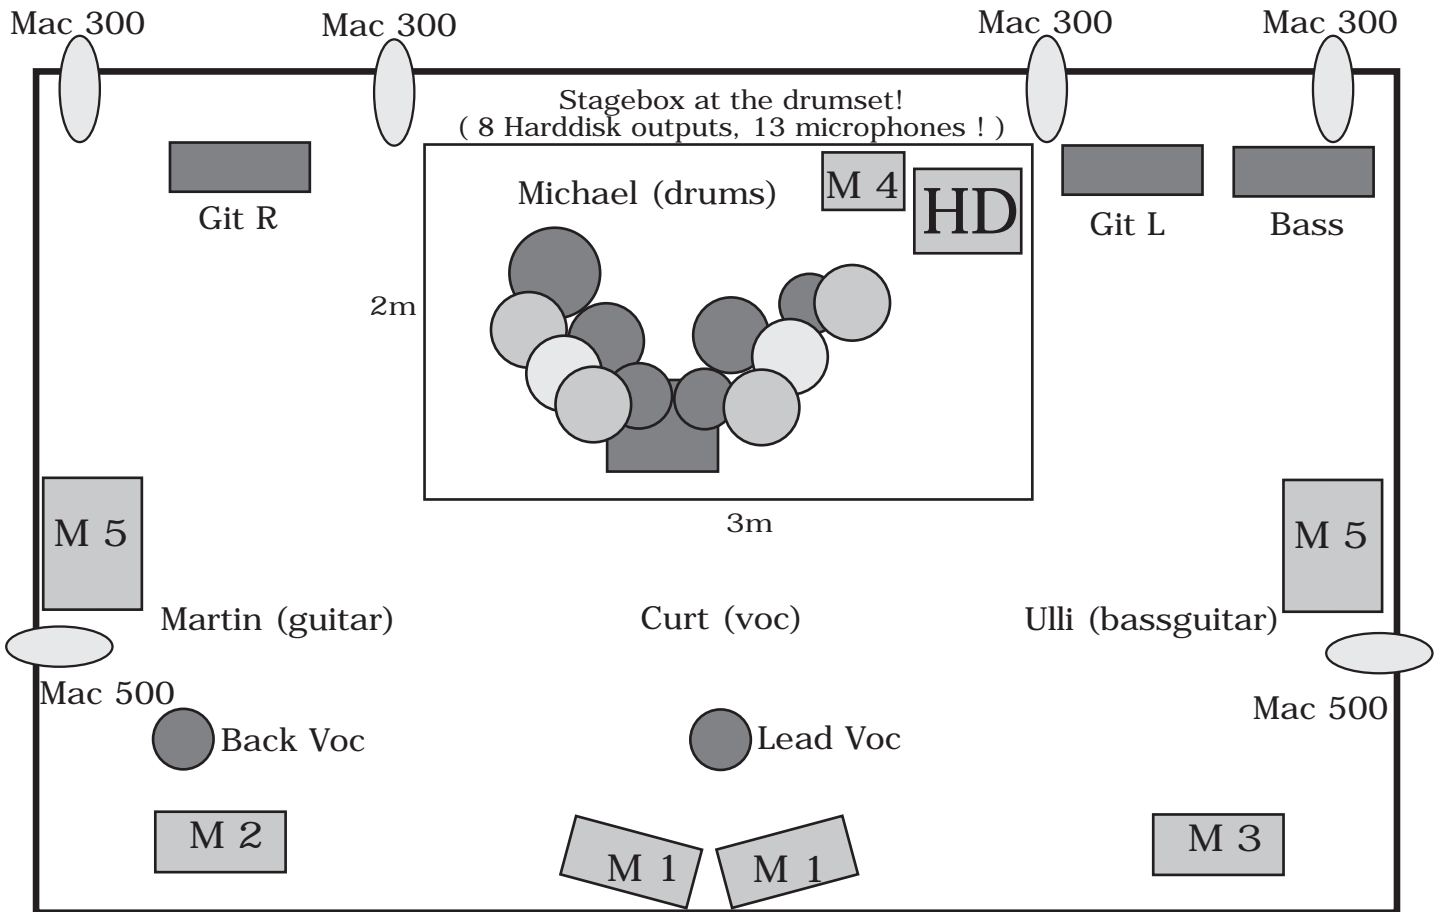 Mac 300
Mac 300
Mac 300
Mac 300
Stagebox at the drumset!
( 8 Harddisk outputs, 13 microphones ! )
Michael (drums)
M 4
HD
Git R
Git L
Bass
2m
3m
M 5
M 5
Martin (guitar)
Curt (voc)
Ulli (bassguitar)
Mac 500
Mac 500
Back Voc
Lead Voc
M 2
M 1
M 1
M 3